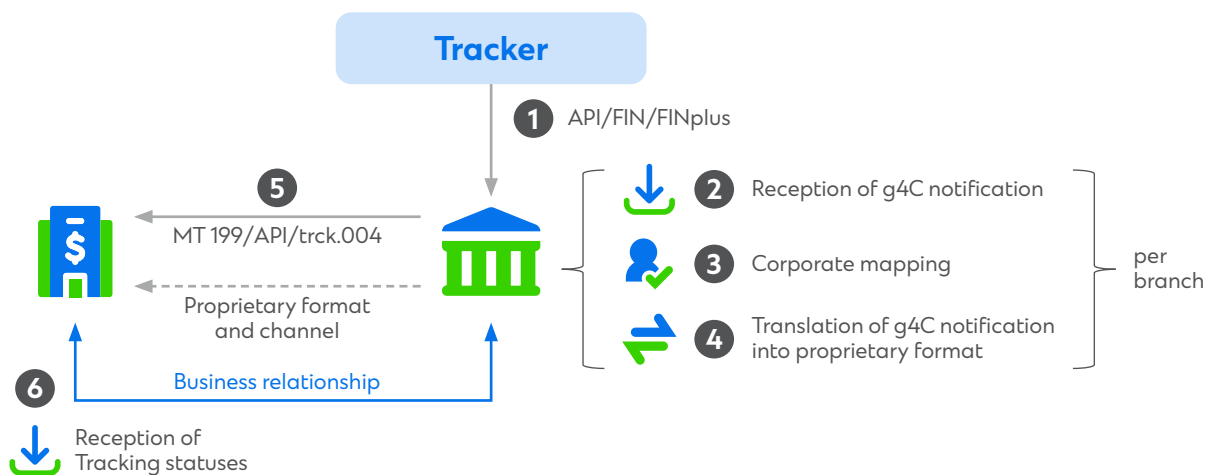 Tracker
1 API/FIN/FINplus
2 Reception of g4C notification
5
MT 199/API/trck.004
3 Corporate mapping
per
branch
Proprietary format
and channel
4 Translation of g4C notification
into proprietary format
Business relationship
6
Reception of
Tracking statuses
$